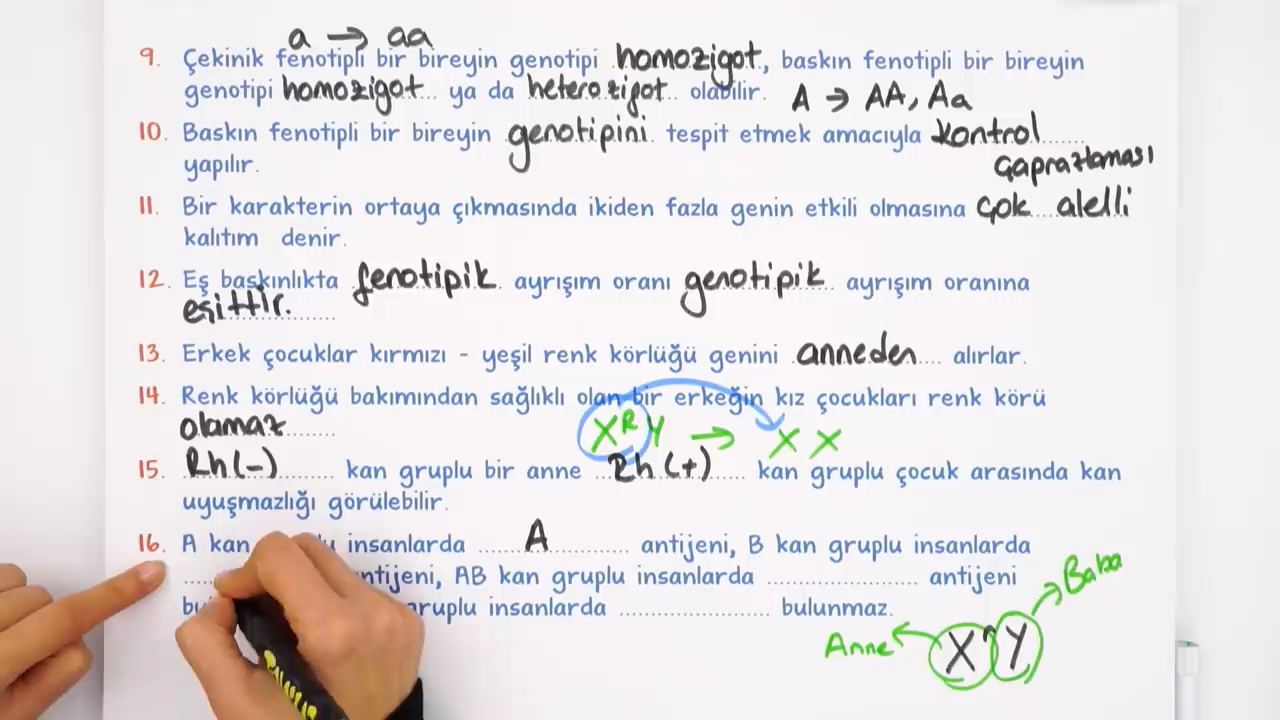 a → aa
9. Çekinik fenotipli bir bireyin genotipi homozigot, baskın fenotipli bir bireyin
genotipi homozigot ya da heterozigot olabilir. A → AA, Aa
10. Baskın fenotipli bir bireyin genotipini tespit etmek amacıyla kontrol
çaprazlaması
yapılır.
11. Bir karakterin ortaya çıkmasında ikiden fazla genin etkili olmasına çok alelli
kalıtım denir.
12. Eş baskınlıkta fenotipik ayrışım oranı genotipik ayrışım oranına
eşittir.
13. Erkek çocuklar kırmızı - yeşil renk körlüğü genini anneden alırlar.
14. Renk körlüğü bakımından sağlıklı olan bir erkeğin kız çocukları renk körü
olamaz
XᴿY → X X
15. Rh(-) kan gruplu bir anne Rh(+) kan gruplu çocuk arasında kan
uyuşmazlığı görülebilir.
16. A kan insanlarda A antijeni, B kan gruplu insanlarda
antijeni, AB kan gruplu insanlarda antijeni
gruplu insanlarda bulunmaz.
Baba
Anne XʳY